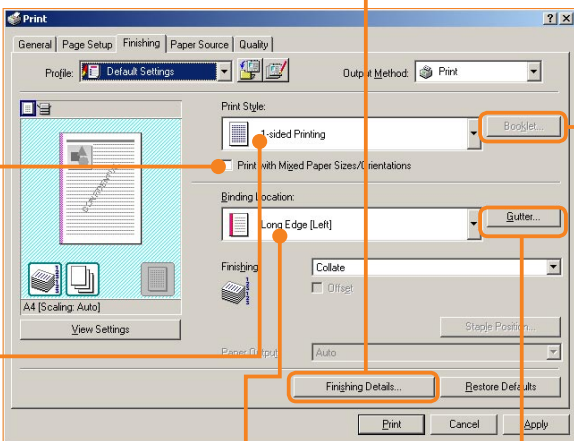 Print
General Page Setup Finishing Paper Source Quality
Profile: Default Settings Output Method: Print
Print Style:
1-sided Printing Booklet...
Print with Mixed Paper Sizes/Orientations
CONFIDENTIAL
Binding Location:
Long Edge [Left] Gutter...
Finishing Collate
Offset
A4 [Scaling: Auto]
View Settings Staple Position...
Paper Output Auto
Finishing Details... Restore Defaults
Print Cancel Apply